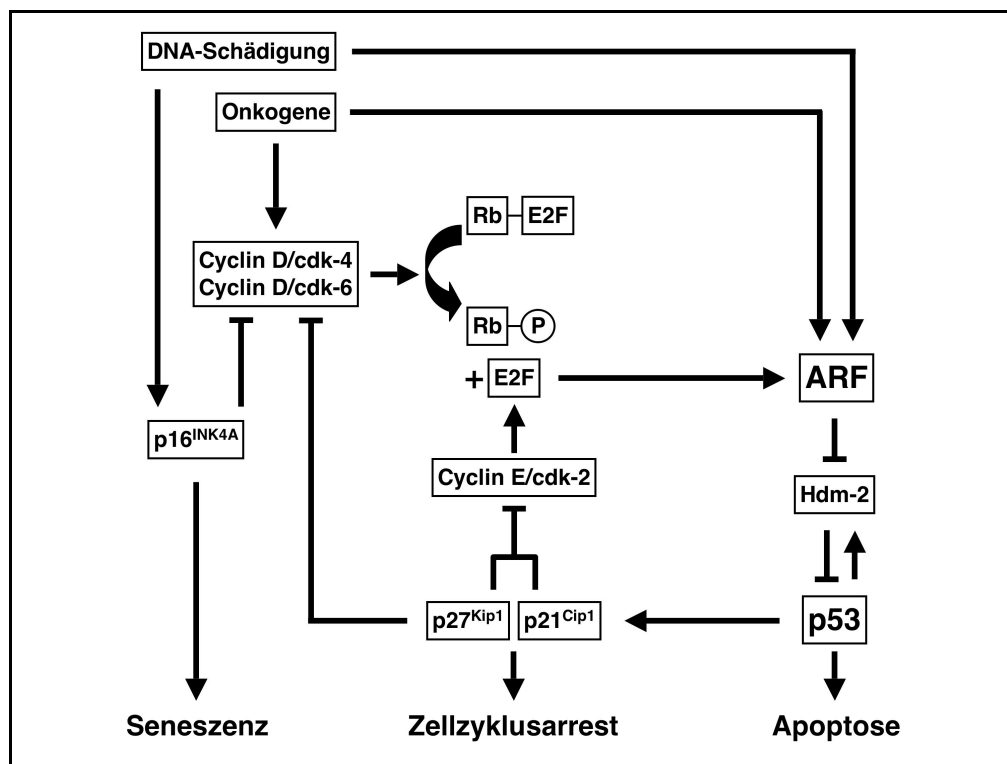 DNA-Schädigung
Onkogene
Rb E2F
Cyclin D/cdk-4
Cyclin D/cdk-6
Rb P
+ E2F
ARF
p16INK4A
Cyclin E/cdk-2
Hdm-2
p27Kip1
p21Cip1
p53
Seneszenz
Zellzyklusarrest
Apoptose